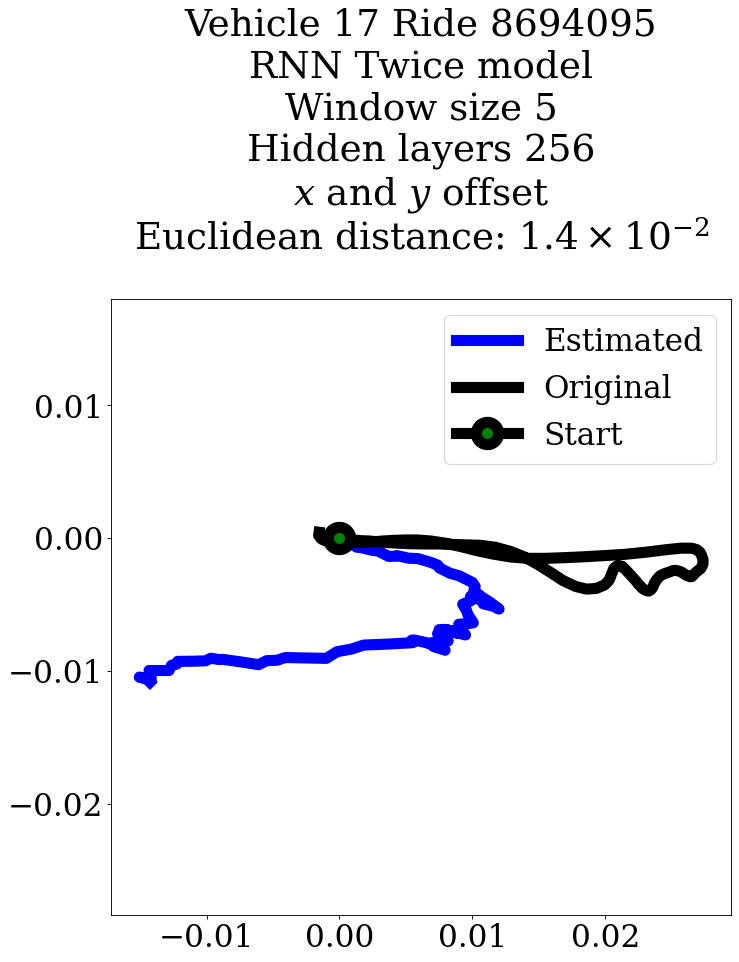 Vehicle 17 Ride 8694095
RNN Twice model
Window size 5
Hidden layers 256
x and y offset
Euclidean distance: 1.4 × 10⁻²
Estimated
Original
Start
0.01
0.00
−0.01
−0.02
−0.01 0.00 0.01 0.02